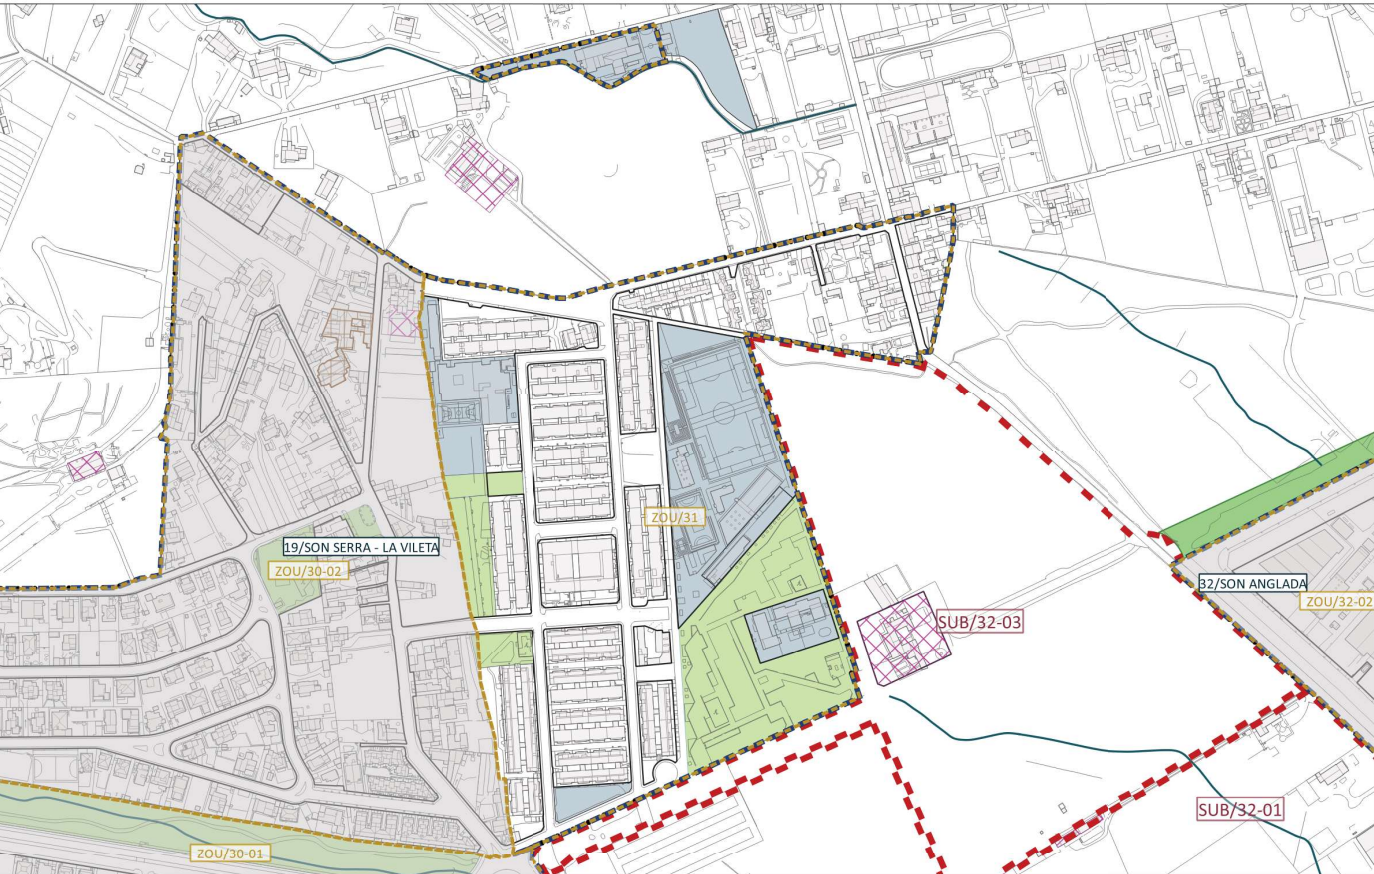 ZOU/31
19/SON SERRA - LA VILETA
ZOU/30-02
32/SON ANGLADA
ZOU/32-02
SUB/32-03
SUB/32-01
ZOU/30-01